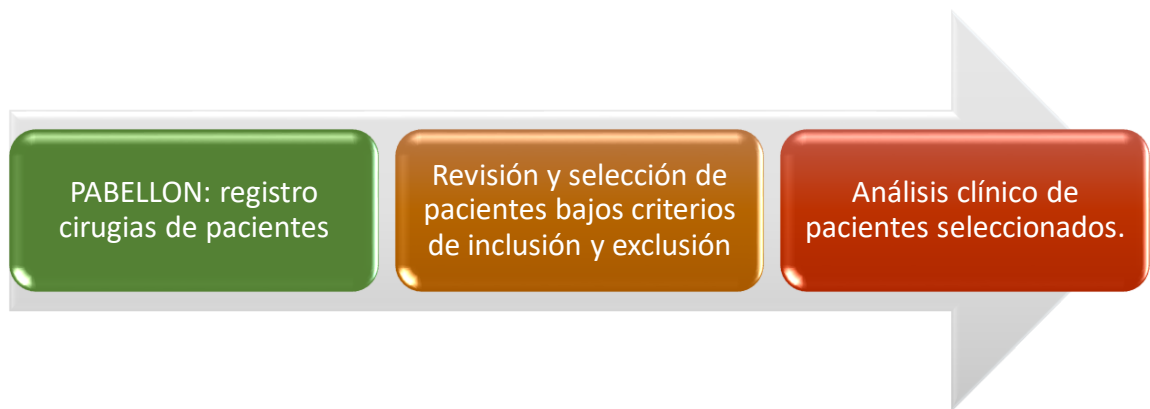 PABELLON: registro
cirugias de pacientes
Revisión y selección de
pacientes bajos criterios
de inclusión y exclusión
Análisis clínico de
pacientes seleccionados.